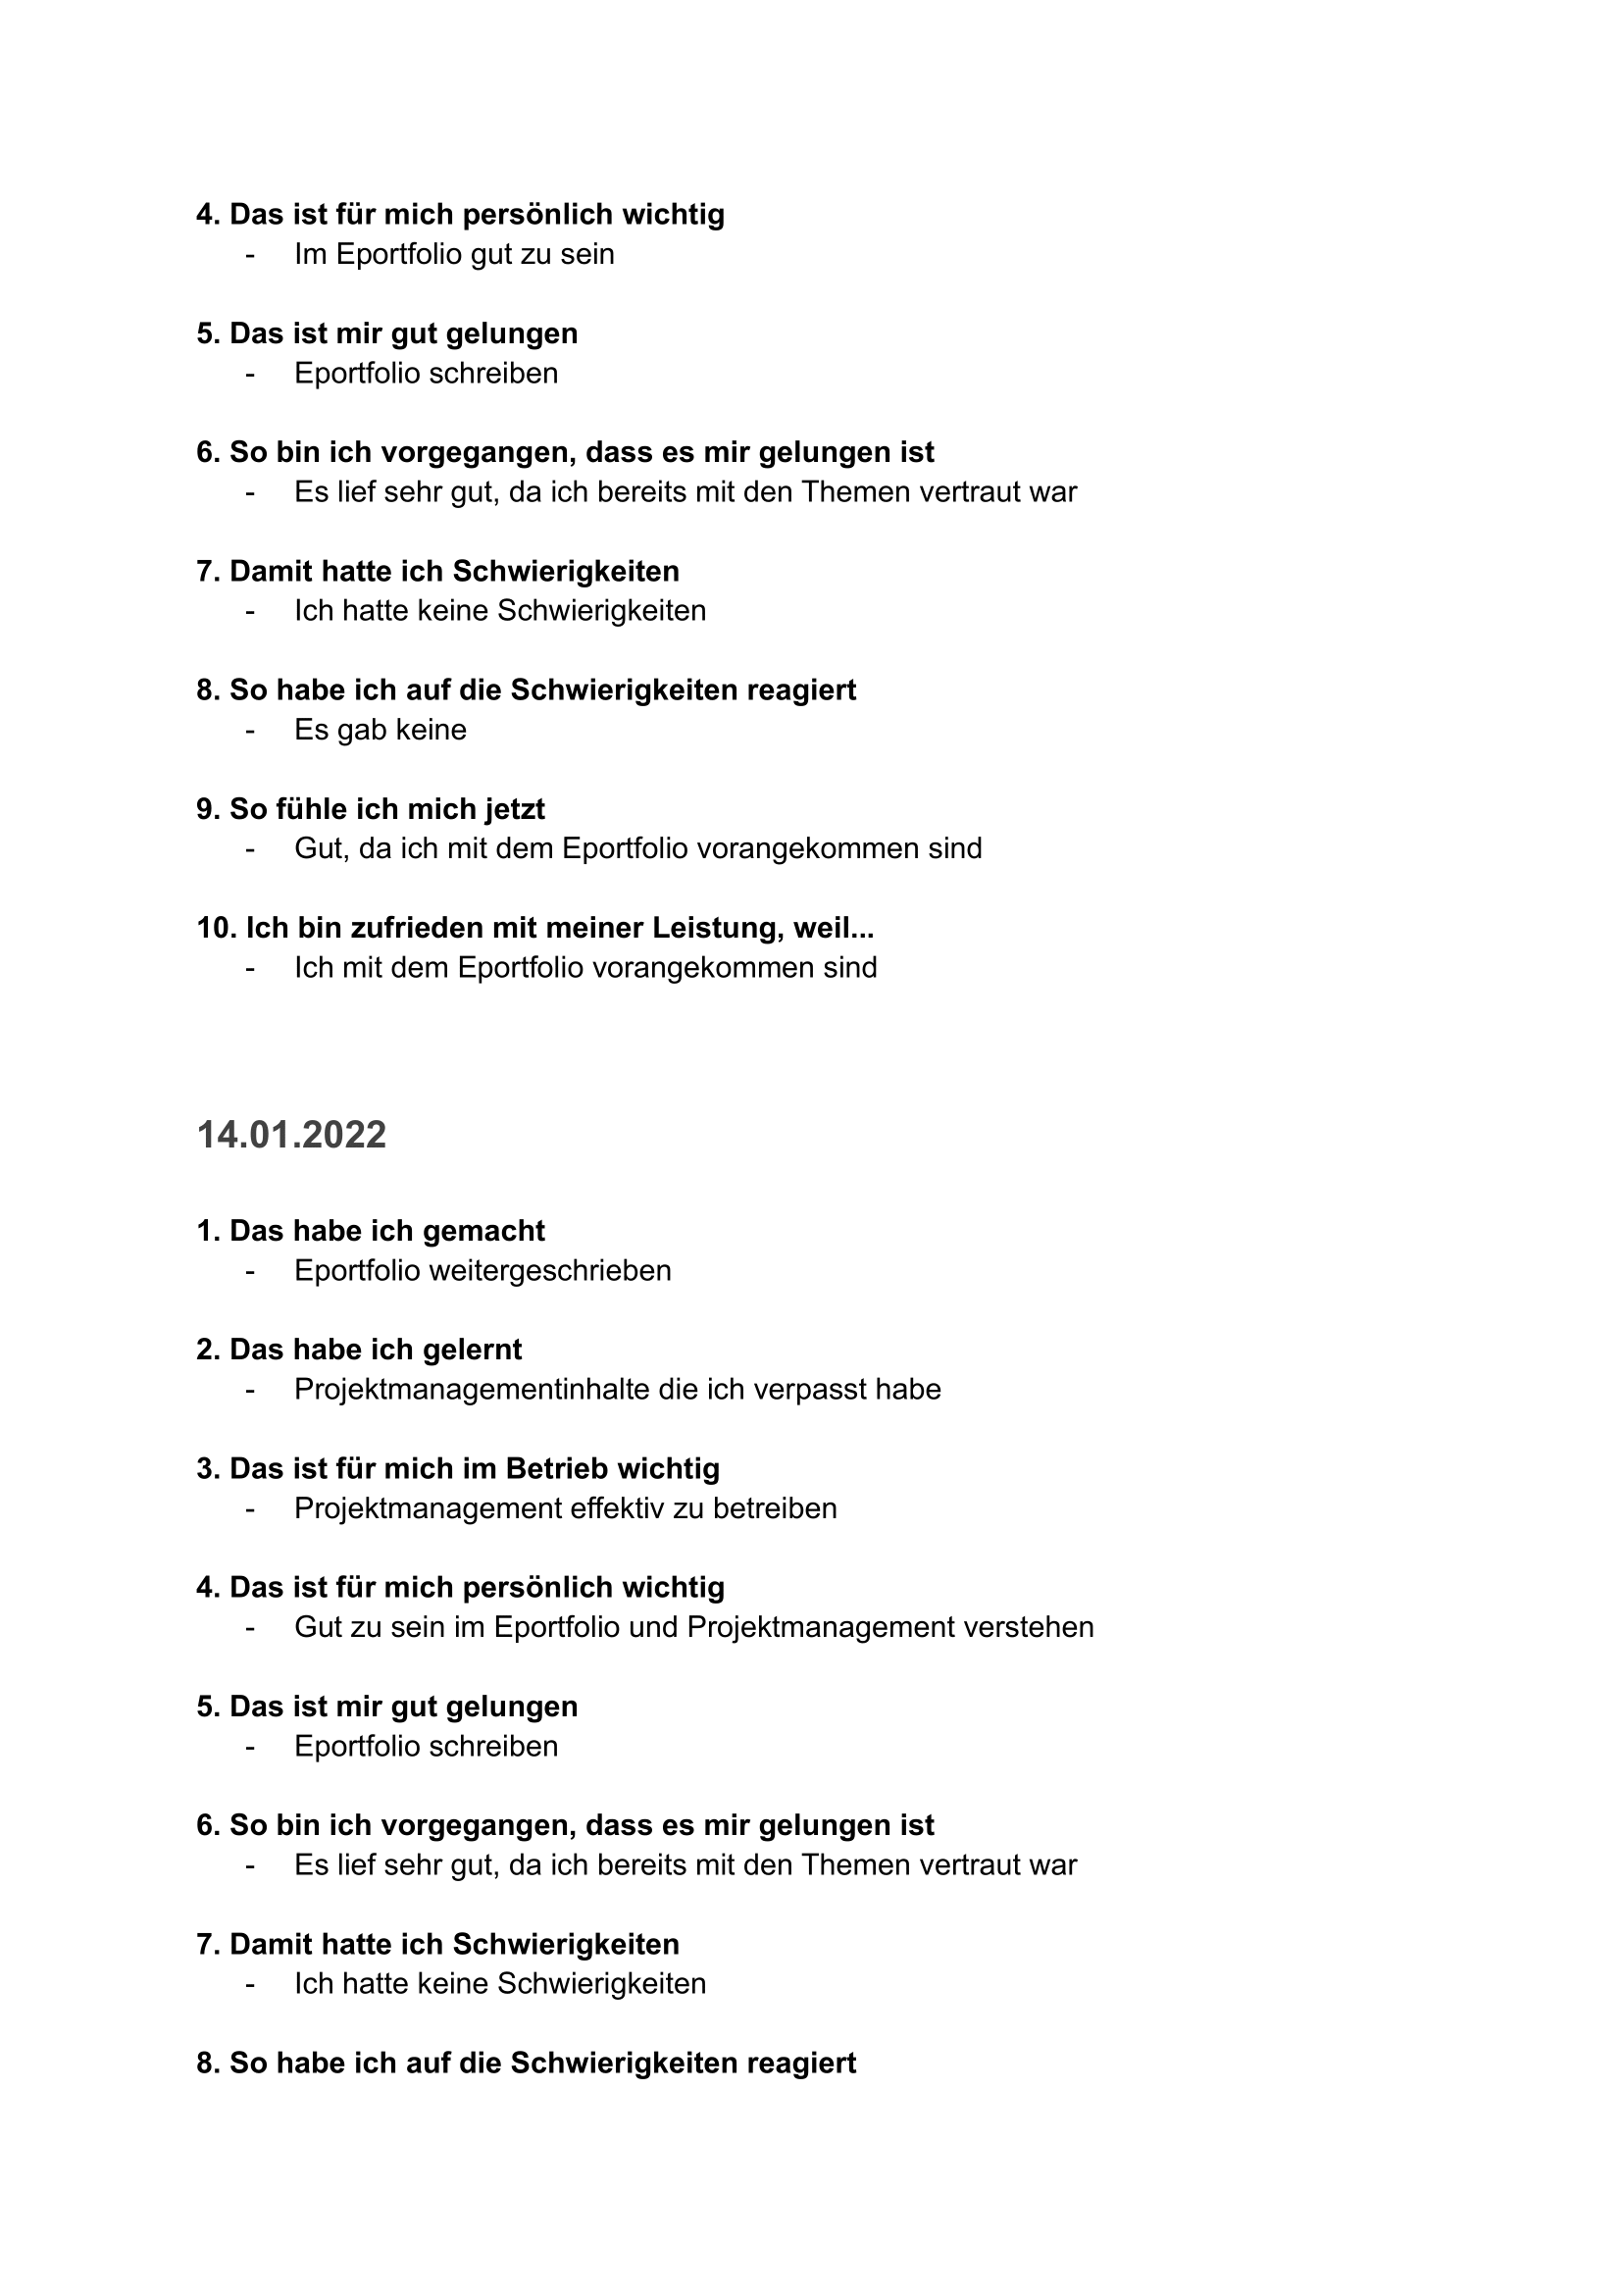 4. Das ist für mich persönlich wichtig
- Im Eportfolio gut zu sein
5. Das ist mir gut gelungen
- Eportfolio schreiben
6. So bin ich vorgegangen, dass es mir gelungen ist
- Es lief sehr gut, da ich bereits mit den Themen vertraut war
7. Damit hatte ich Schwierigkeiten
- Ich hatte keine Schwierigkeiten
8. So habe ich auf die Schwierigkeiten reagiert
- Es gab keine
9. So fühle ich mich jetzt
- Gut, da ich mit dem Eportfolio vorangekommen sind
10. Ich bin zufrieden mit meiner Leistung, weil...
- Ich mit dem Eportfolio vorangekommen sind
14.01.2022
1. Das habe ich gemacht
- Eportfolio weitergeschrieben
2. Das habe ich gelernt
- Projektmanagementinhalte die ich verpasst habe
3. Das ist für mich im Betrieb wichtig
- Projektmanagement effektiv zu betreiben
4. Das ist für mich persönlich wichtig
- Gut zu sein im Eportfolio und Projektmanagement verstehen
5. Das ist mir gut gelungen
- Eportfolio schreiben
6. So bin ich vorgegangen, dass es mir gelungen ist
- Es lief sehr gut, da ich bereits mit den Themen vertraut war
7. Damit hatte ich Schwierigkeiten
- Ich hatte keine Schwierigkeiten
8. So habe ich auf die Schwierigkeiten reagiert